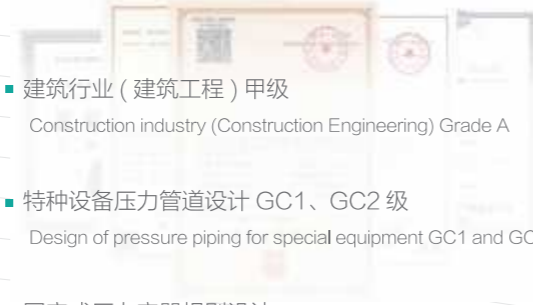 建筑行业 ( 建筑工程 ) 甲级
Construction industry (Construction Engineering) Grade A
特种设备压力管道设计 GC1、GC2 级
Design of pressure piping for special equipment GC1 and GC